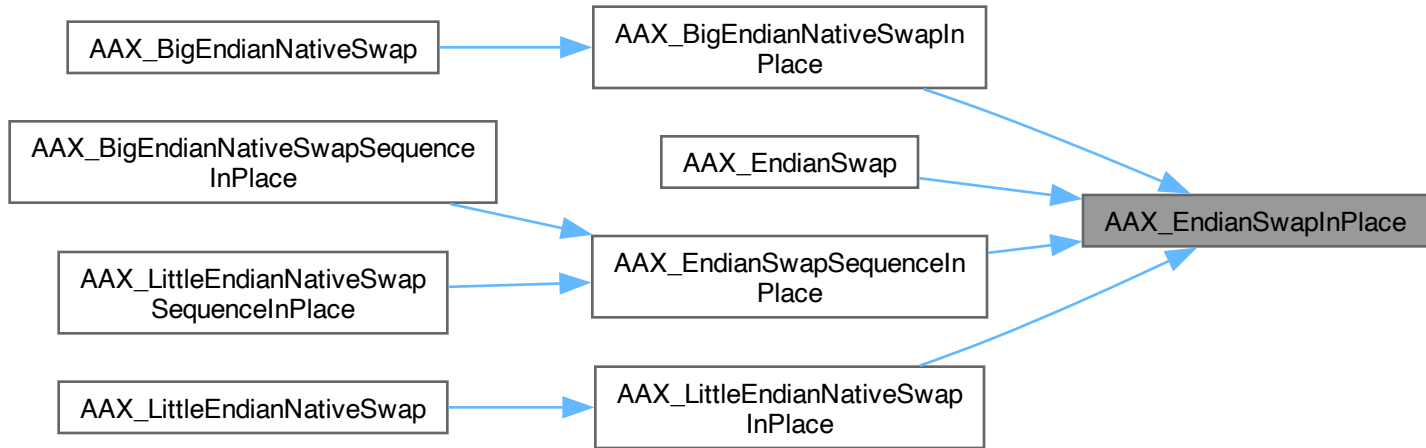 AAX_BigEndianNativeSwap
AAX_BigEndianNativeSwapIn
Place
AAX_BigEndianNativeSwapSequence
InPlace
AAX_EndianSwap
AAX_EndianSwapInPlace
AAX_LittleEndianNativeSwap
SequenceInPlace
AAX_EndianSwapSequenceIn
Place
AAX_LittleEndianNativeSwap
AAX_LittleEndianNativeSwap
InPlace